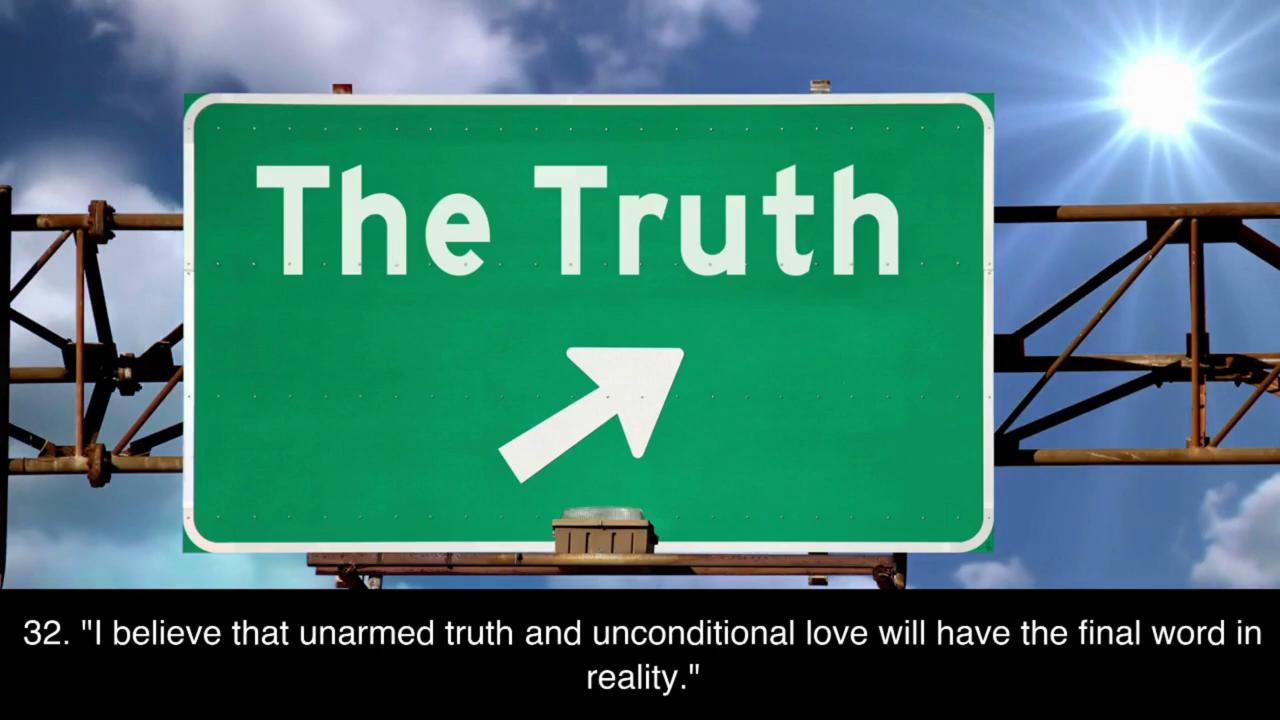 The Truth
32. "I believe that unarmed truth and unconditional love will have the final word in
reality."